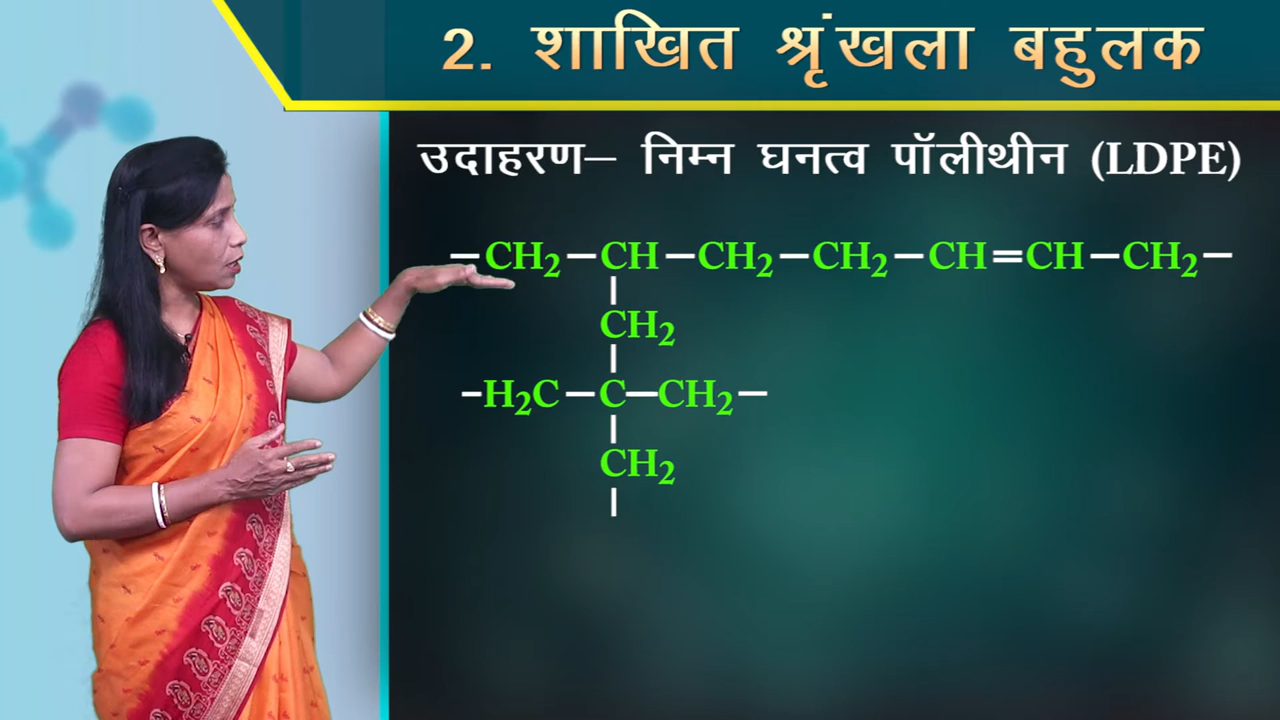 2. शाखित श्रृंखला बहुलक
उदाहरण– निम्न घनत्व पॉलीथीन (LDPE)
–CH₂–CH–CH₂–CH₂–CH=CH–CH₂–
|
CH₂
|
–H₂C–C–CH₂–
|
CH₂
|